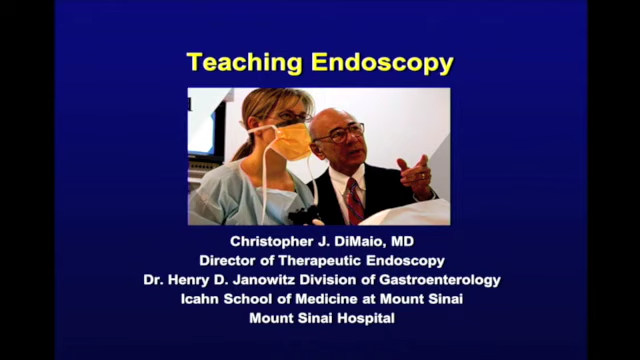 Teaching Endoscopy
Christopher J. DiMaio, MD
Director of Therapeutic Endoscopy
Dr. Henry D. Janowitz Division of Gastroenterology
Icahn School of Medicine at Mount Sinai
Mount Sinai Hospital